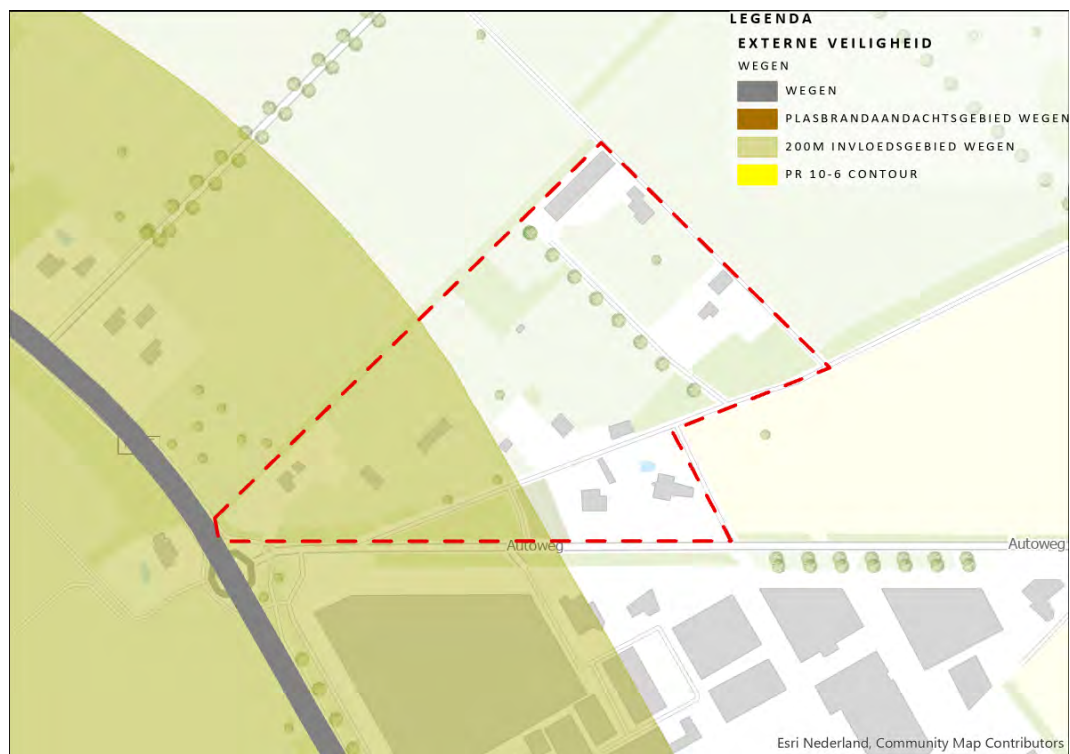 LEGENDA
EXTERNE VEILIGHEID
WEGEN
WEGEN
PLASBRANDAANDACHTSGEBIED WEGEN
200M INVLOEDSGEBIED WEGEN
PR 10-6 CONTOUR
Autoweg
Autoweg
Esri Nederland, Community Map Contributors